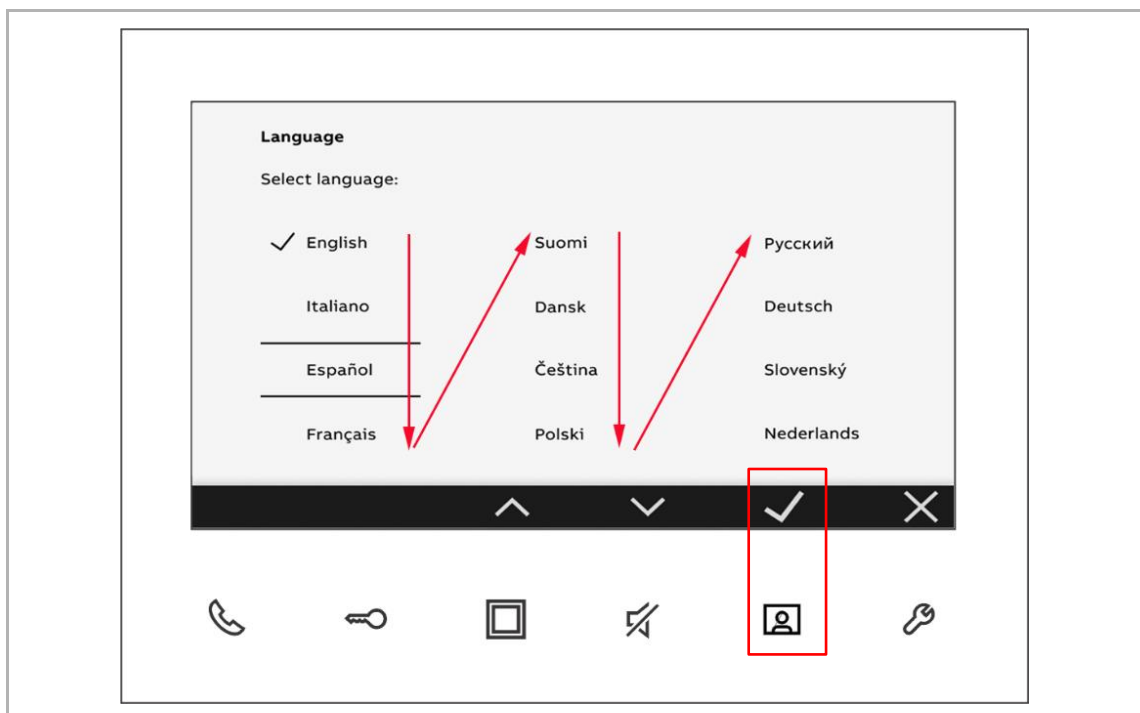 Language
Select language:
English
Italiano
Español
Français
Suomi
Dansk
Čeština
Polski
Русский
Deutsch
Slovenský
Nederlands